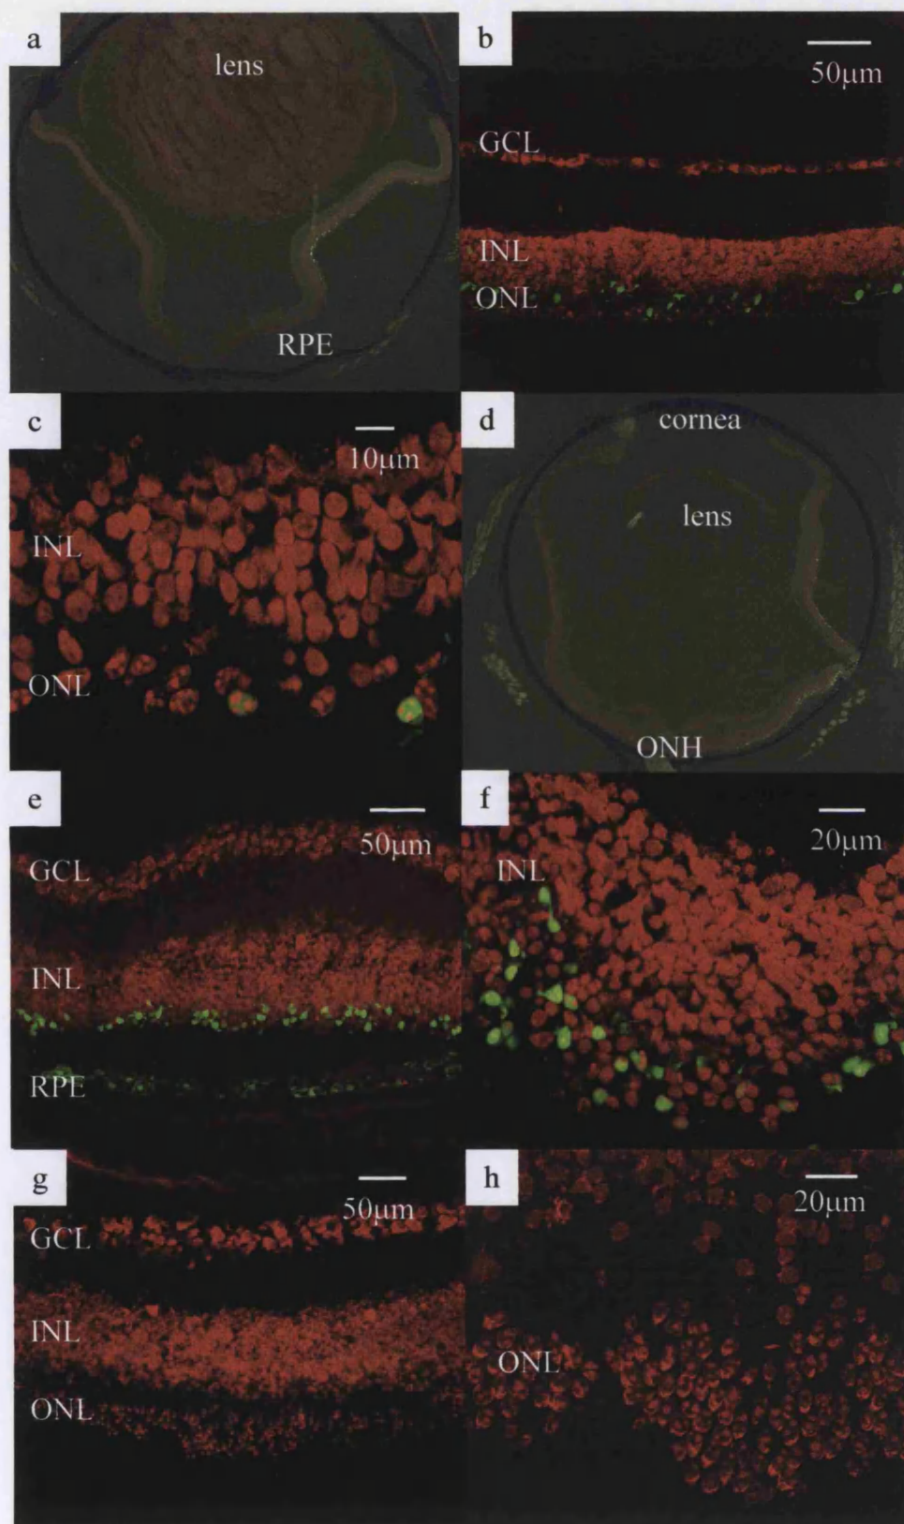 a
lens
RPE
b
50µm
GCL
INL
ONL
c
10µm
INL
ONL
d
cornea
lens
ONH
e
50µm
GCL
INL
RPE
f
20µm
INL
g
50µm
GCL
INL
ONL
h
20µm
ONL